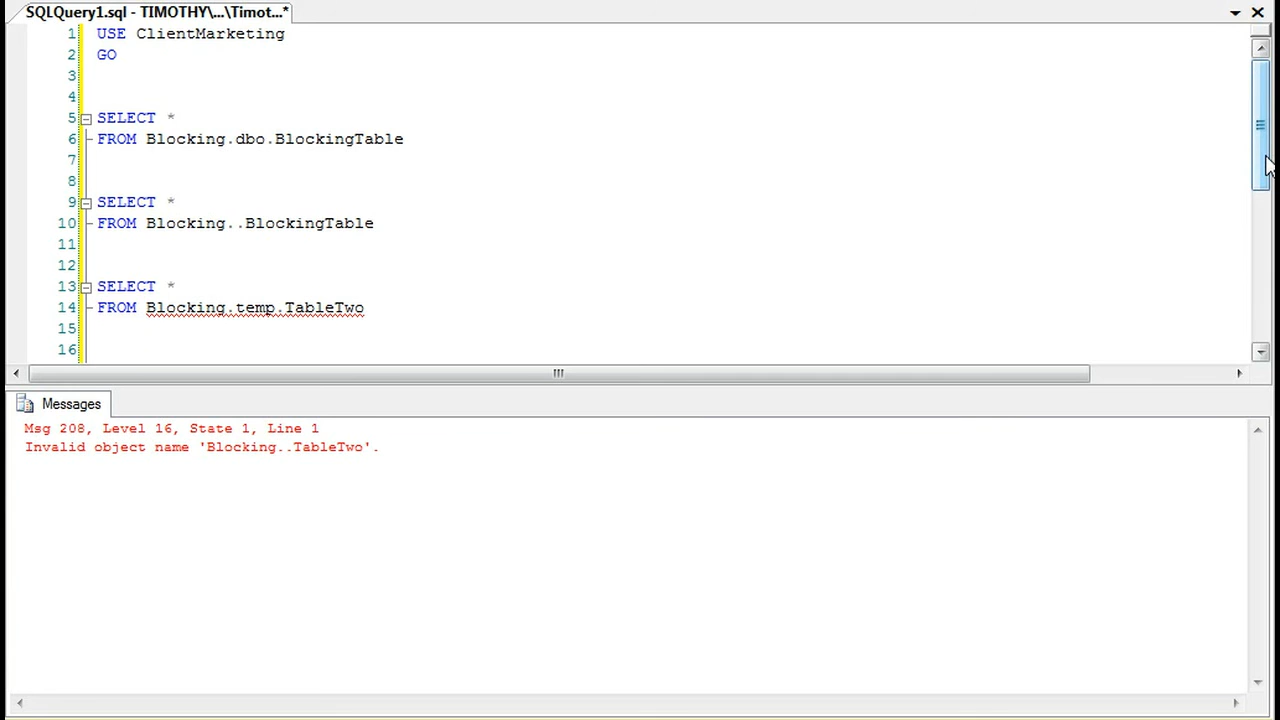 SQLQuery1.sql - TIMOTHY\...\Timot...*
1 USE ClientMarketing
2 GO
3
4
5 SELECT *
6 FROM Blocking.dbo.BlockingTable
7
8
9 SELECT *
10 FROM Blocking..BlockingTable
11
12
13 SELECT *
14 FROM Blocking.temp.TableTwo
15
16
Messages
Msg 208, Level 16, State 1, Line 1
Invalid object name 'Blocking..TableTwo'.